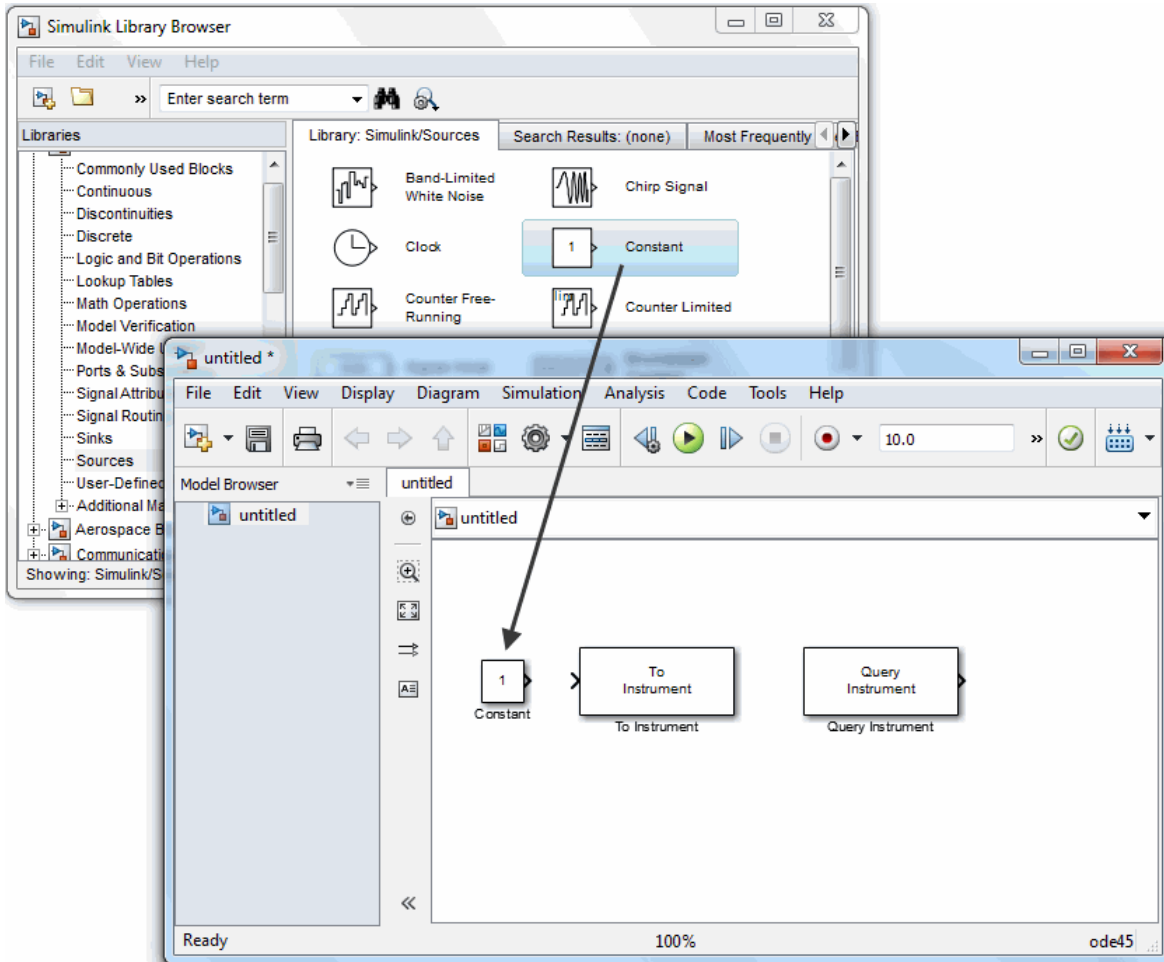 Simulink Library Browser
File Edit View Help
» Enter search term
Libraries
Library: Simulink/Sources
Search Results: (none)
Most Frequently
Commonly Used Blocks
Continuous
Discontinuities
Discrete
Logic and Bit Operations
Lookup Tables
Math Operations
Model Verification
Model-Wide
Ports & Subs
Signal Attribu
Signal Routin
Sinks
Sources
User-Defined
Additional Ma
Aerospace B
Communicati
Showing: Simulink/S
Band-Limited
White Noise
Chirp Signal
Clock
1
Constant
Counter Free-
Running
lim
Counter Limited
untitled *
File Edit View Display Diagram Simulation Analysis Code Tools Help
10.0 »
Model Browser
untitled
untitled
untitled
1
Constant
To
Instrument
To Instrument
Query
Instrument
Query Instrument
Ready
100%
ode45